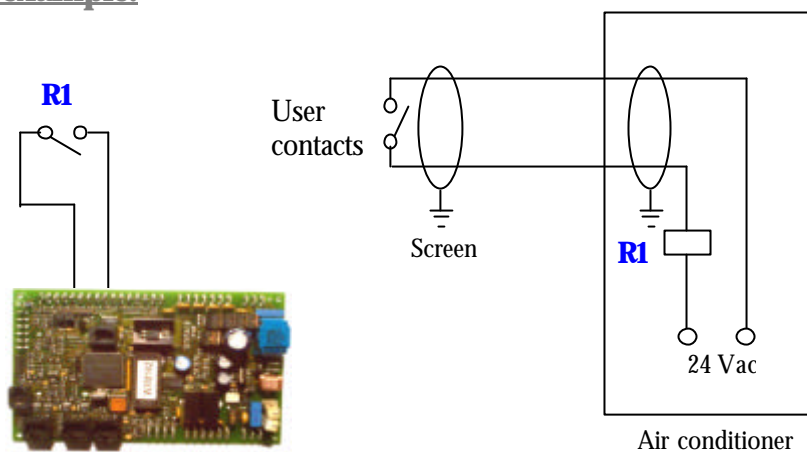 R1
User
contacts
Screen
R1
24 Vac
Air conditioner